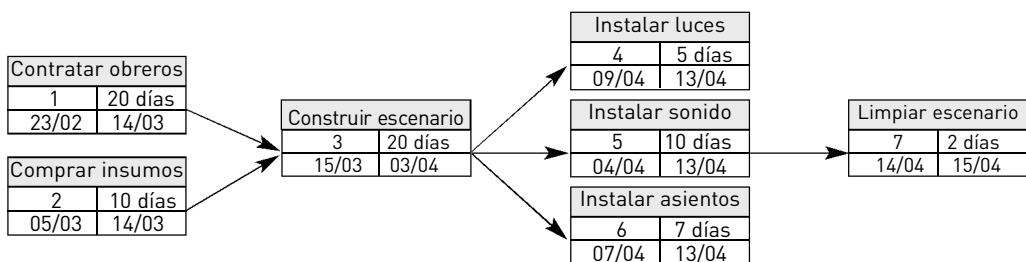 Contratar obreros
1 20 días
23/02 14/03
Comprar insumos
2 10 días
05/03 14/03
Construir escenario
3 20 días
15/03 03/04
Instalar luces
4 5 días
09/04 13/04
Instalar sonido
5 10 días
04/04 13/04
Instalar asientos
6 7 días
07/04 13/04
Limpiar escenario
7 2 días
14/04 15/04